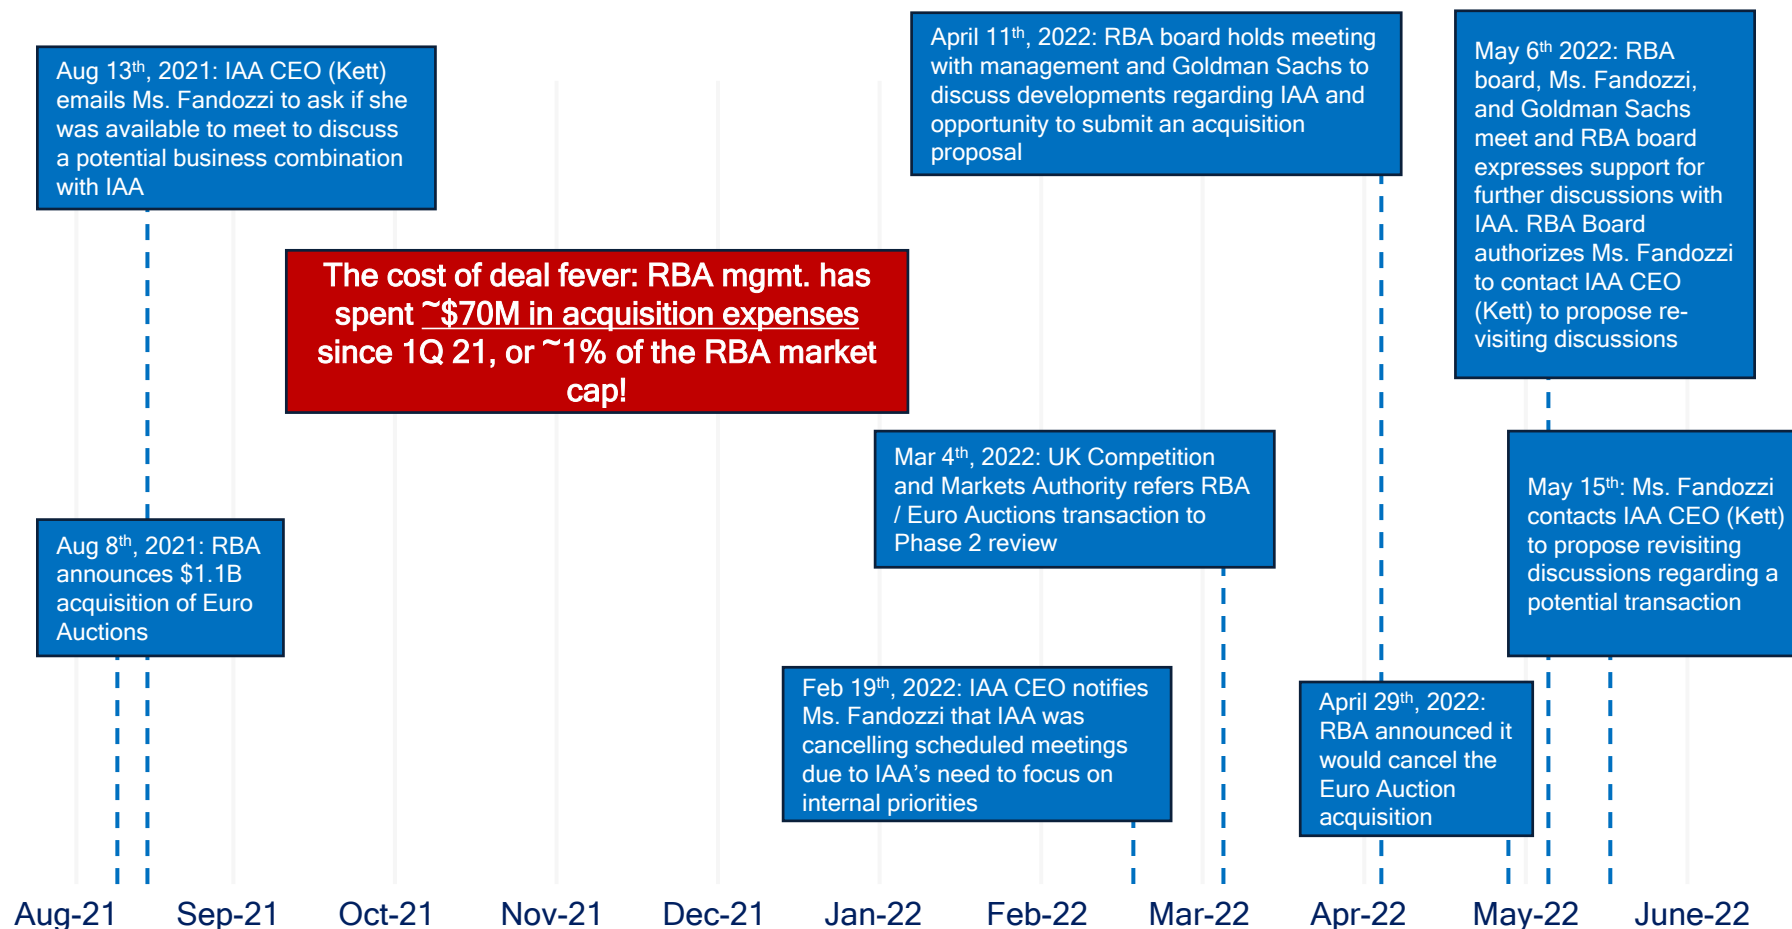 Aug 13th, 2021: IAA CEO (Kett)
emails Ms. Fandozzi to ask if she
was available to meet to discuss
a potential business combination
with IAA
April 11th, 2022: RBA board holds meeting
with management and Goldman Sachs to
discuss developments regarding IAA and
opportunity to submit an acquisition
proposal
May 6th 2022: RBA
board, Ms. Fandozzi,
and Goldman Sachs
meet and RBA board
expresses support for
further discussions with
IAA. RBA Board
authorizes Ms. Fandozzi
to contact IAA CEO
(Kett) to propose re-
visiting discussions
The cost of deal fever: RBA mgmt. has
spent ~$70M in acquisition expenses
since 1Q 21, or ~1% of the RBA market
cap!
Mar 4th, 2022: UK Competition
and Markets Authority refers RBA
/ Euro Auctions transaction to
Phase 2 review
May 15th: Ms. Fandozzi
contacts IAA CEO (Kett)
to propose revisiting
discussions regarding a
potential transaction
Aug 8th, 2021: RBA
announces $1.1B
acquisition of Euro
Auctions
Feb 19th, 2022: IAA CEO notifies
Ms. Fandozzi that IAA was
cancelling scheduled meetings
due to IAA's need to focus on
internal priorities
April 29th, 2022:
RBA announced it
would cancel the
Euro Auction
acquisition
Aug-21 Sep-21 Oct-21 Nov-21 Dec-21 Jan-22 Feb-22 Mar-22 Apr-22 May-22 June-22